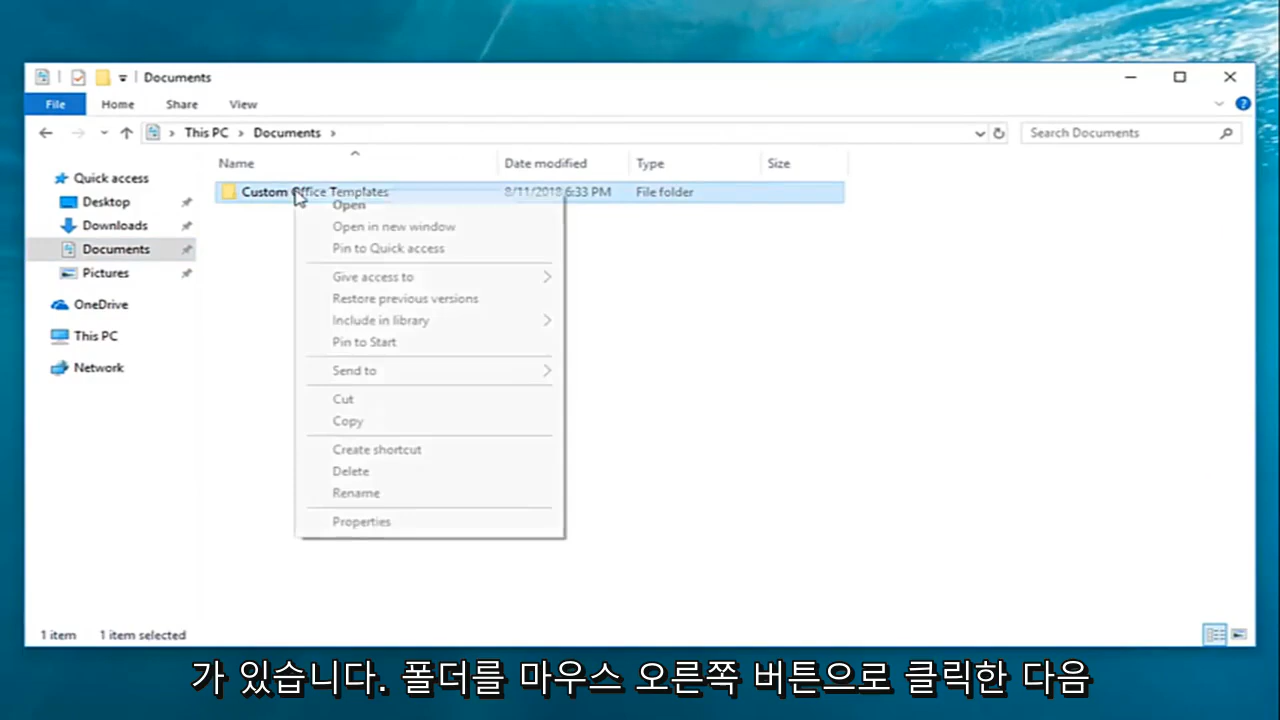 Documents
File Home Share View
This PC > Documents >
Search Documents
Name Date modified Type Size
Custom Office Templates 8/11/2018 6:33 PM File folder
Quick access
Desktop
Downloads
Documents
Pictures
OneDrive
This PC
Network
Open
Open in new window
Pin to Quick access
Give access to
Restore previous versions
Include in library
Pin to Start
Send to
Cut
Copy
Create shortcut
Delete
Rename
Properties
1 item 1 item selected
가 있습니다. 폴더를 마우스 오른쪽 버튼으로 클릭한 다음